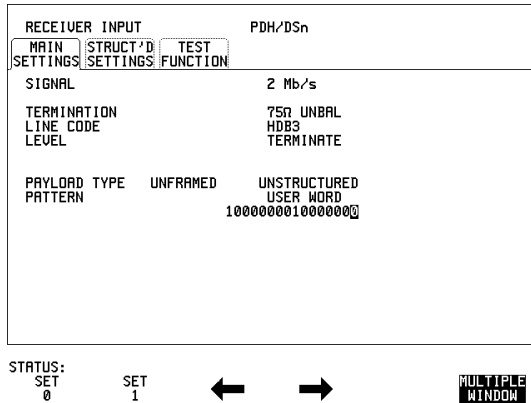 RECEIVER INPUT PDH/DSn
MAIN SETTINGS STRUCT'D SETTINGS TEST FUNCTION
SIGNAL 2 Mb/s
TERMINATION 75Ω UNBAL
LINE CODE HDB3
LEVEL TERMINATE
PAYLOAD TYPE UNFRAMED UNSTRUCTURED
PATTERN USER WORD
1000000010000000
STATUS:
SET 0 SET 1 MULTIPLE WINDOW